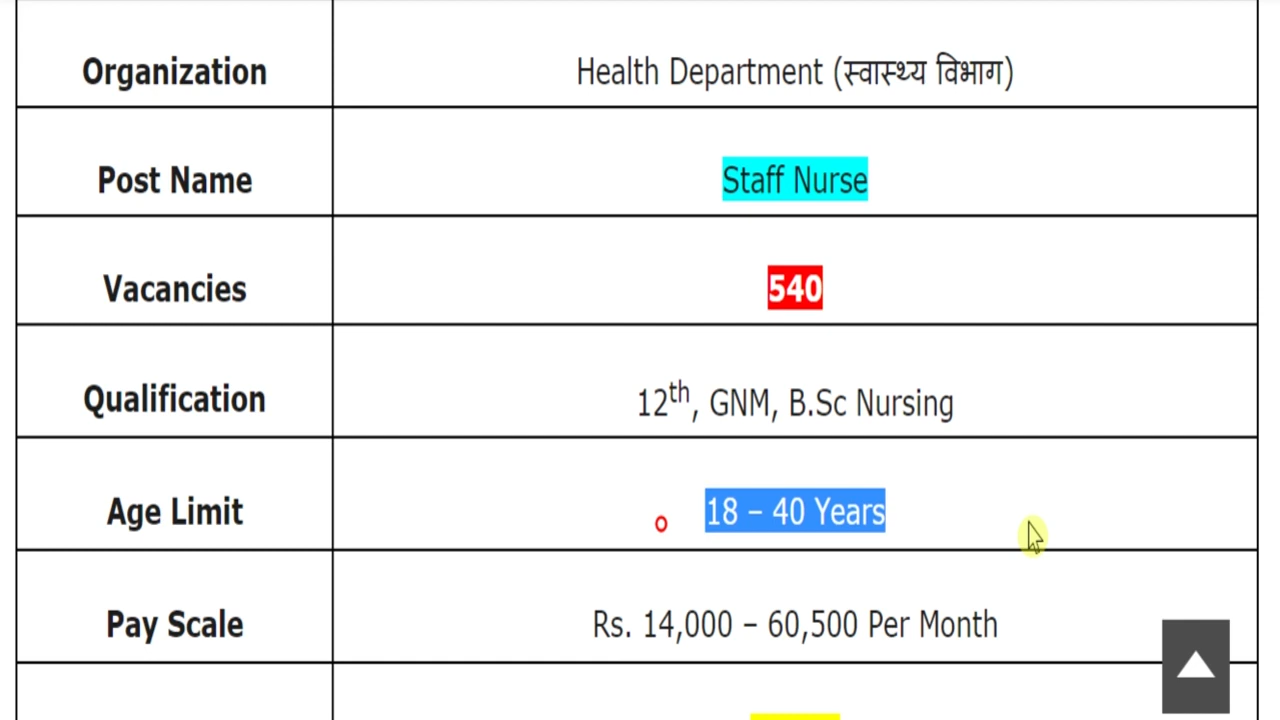 Organization
Health Department (स्वास्थ्य विभाग)
Post Name
Staff Nurse
Vacancies
540
Qualification
12th, GNM, B.Sc Nursing
Age Limit
18 – 40 Years
Pay Scale
Rs. 14,000 – 60,500 Per Month